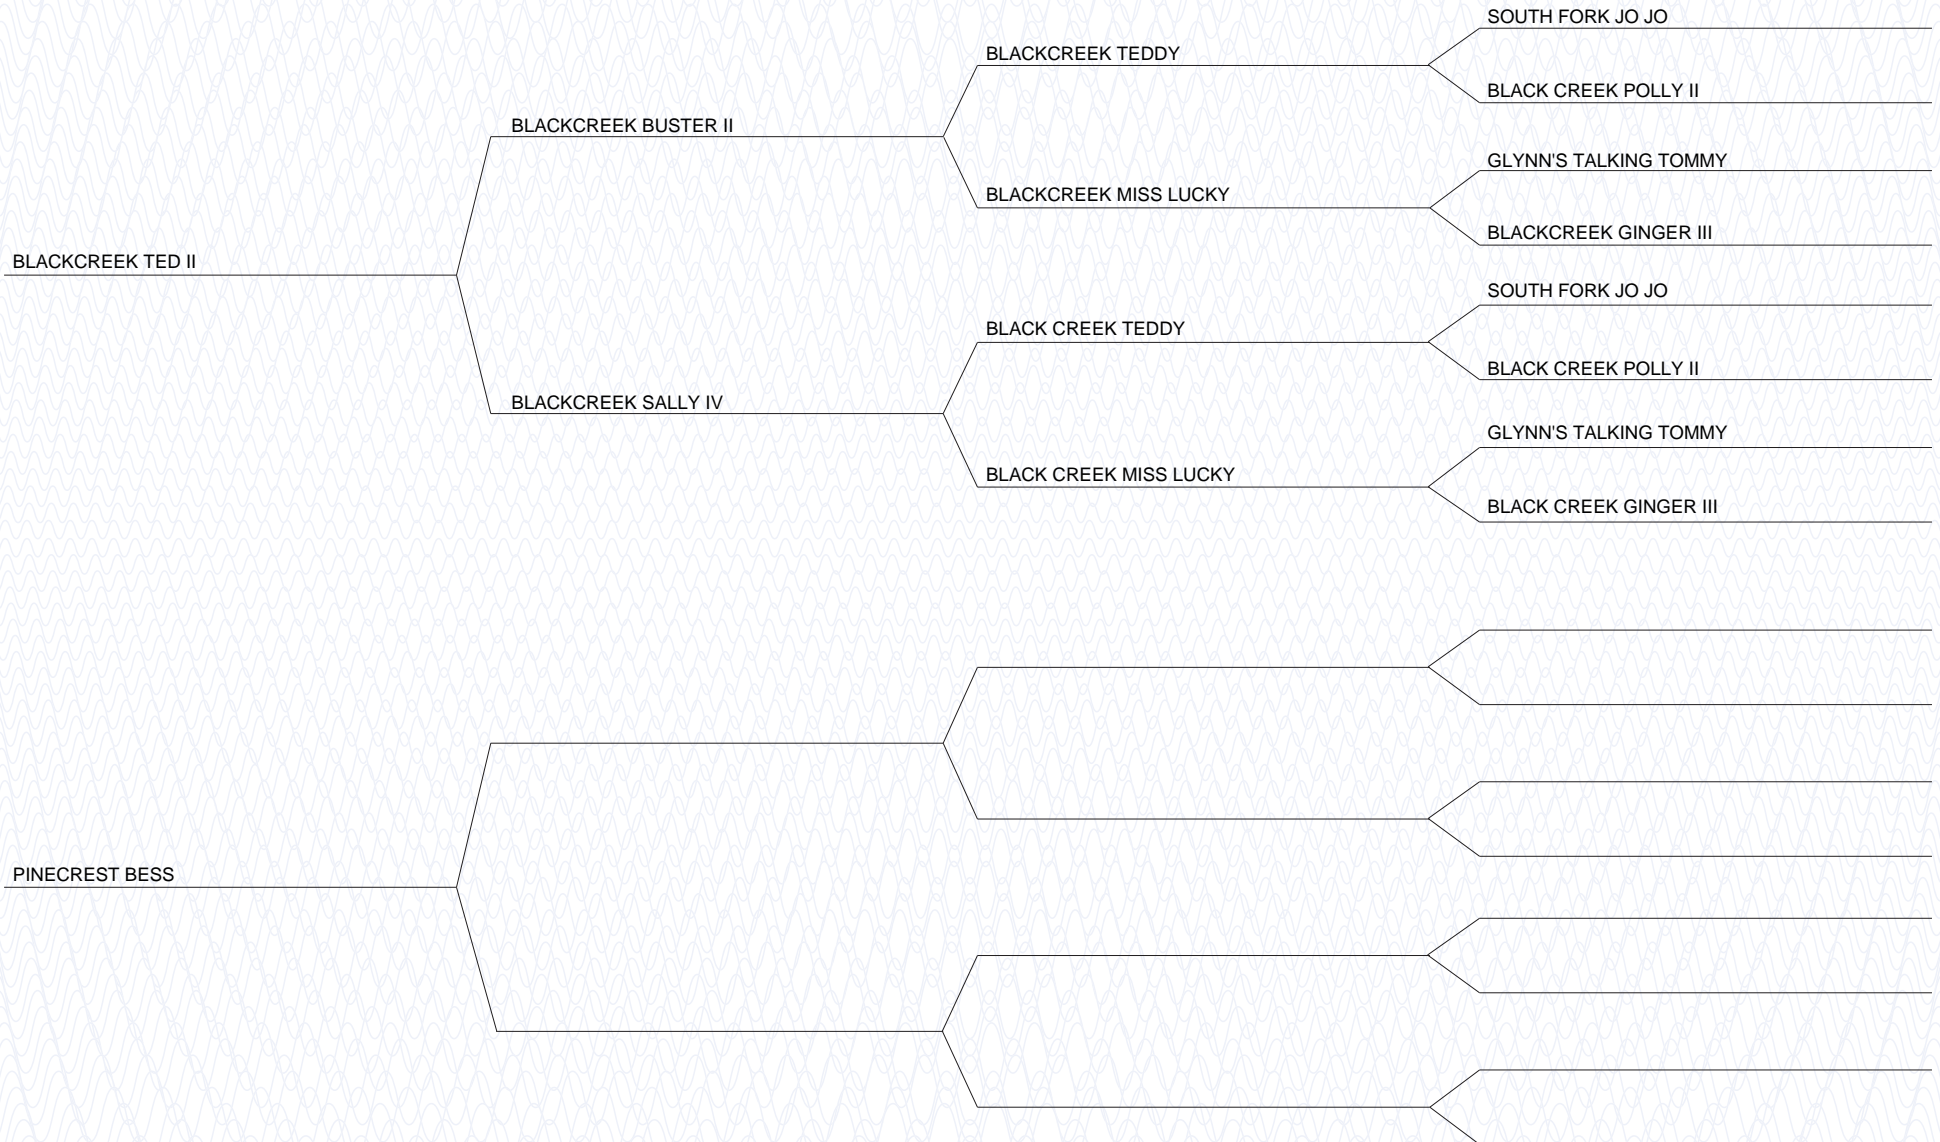 SOUTH FORK JO JO
BLACKCREEK TEDDY
BLACK CREEK POLLY II
BLACKCREEK BUSTER II
GLYNN'S TALKING TOMMY
BLACKCREEK MISS LUCKY
BLACKCREEK GINGER III
BLACKCREEK TED II
SOUTH FORK JO JO
BLACK CREEK TEDDY
BLACK CREEK POLLY II
BLACKCREEK SALLY IV
GLYNN'S TALKING TOMMY
BLACK CREEK MISS LUCKY
BLACK CREEK GINGER III
PINECREST BESS